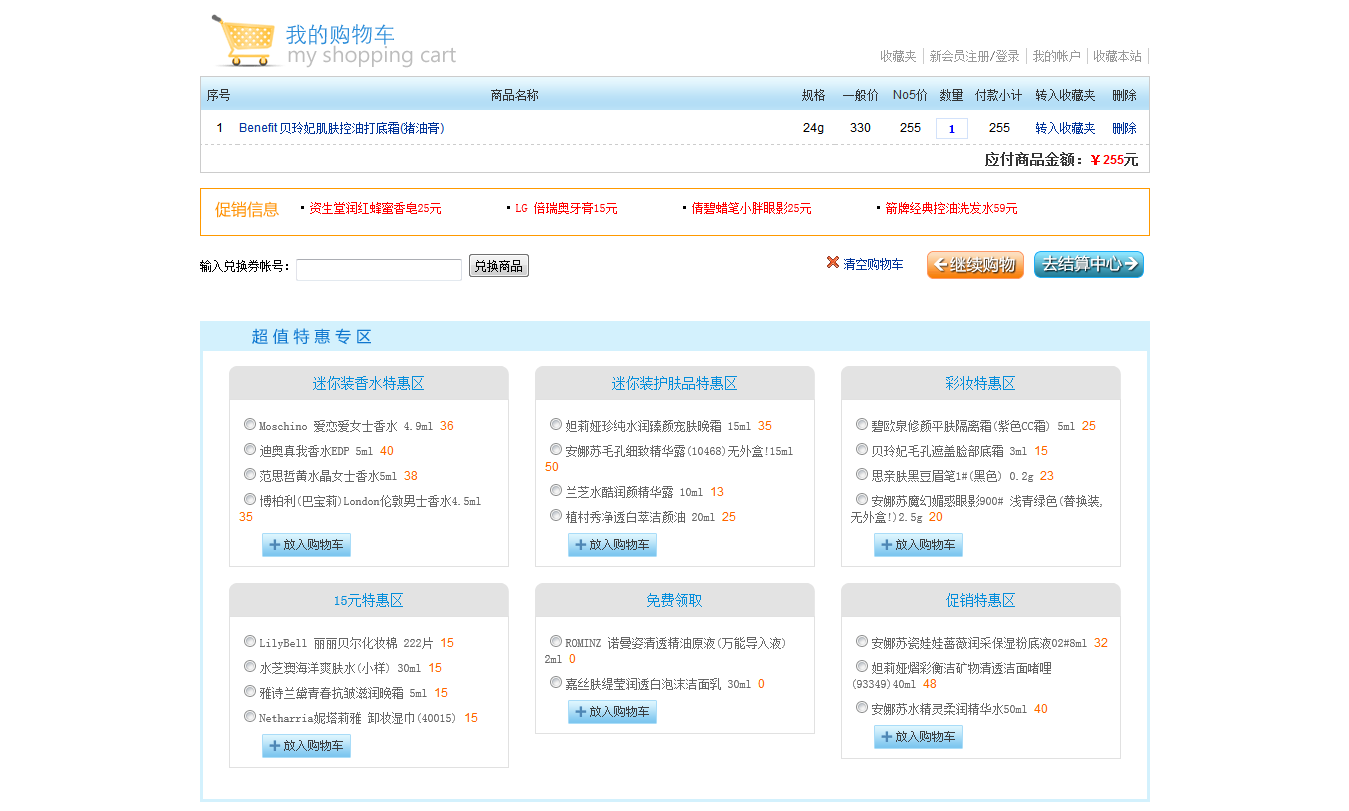 我的购物车
my shopping cart
收藏夹 新会员注册/登录 我的帐户 收藏本站
序号 商品名称 规格 一般价 No5价 数量 付款小计 转入收藏夹 删除
1 Benefit 贝玲妃肌肤控油打底霜(猪油膏) 24g 330 255 1 255 转入收藏夹 删除
应付商品金额：￥255元
促销信息 · 资生堂润红蜂蜜香皂25元 · LG 倍瑞奥牙膏15元 · 倩碧蜡笔小胖眼影25元 · 箭牌经典控油洗发水59元
输入兑换券帐号： 兑换商品 清空购物车 继续购物 去结算中心
超值特惠专区
迷你装香水特惠区
Moschino 爱恋爱女士香水 4.9ml 36
迪奥真我香水EDP 5ml 40
范思哲黄水晶女士香水5ml 38
博柏利(巴宝莉)London伦敦男士香水4.5ml
35
放入购物车
迷你装护肤品特惠区
妲莉娅珍纯水润臻颜宠肤晚霜 15ml 35
安娜苏毛孔细致精华露(10468)无外盒!15ml
50
兰芝水酷润颜精华露 10ml 13
植村秀净透白萃洁颜油 20ml 25
放入购物车
彩妆特惠区
碧欧泉修颜平肤隔离霜(紫色CC霜) 5ml 25
贝玲妃毛孔遮盖脸部底霜 3ml 15
思亲肤黑豆眉笔1#(黑色) 0.2g 23
安娜苏魔幻媚惑眼影900# 浅青绿色(替换装,
无外盒!)2.5g 20
放入购物车
15元特惠区
LilyBell 丽丽贝尔化妆棉 222片 15
水芝澳海洋爽肤水(小样) 30ml 15
雅诗兰黛青春抗皱滋润晚霜 5ml 15
Netharria妮塔莉雅 卸妆湿巾(40015) 15
放入购物车
免费领取
ROMINZ 诺曼姿清透精油原液(万能导入液)
2ml 0
嘉丝肤缇莹润透白泡沫洁面乳 30ml 0
放入购物车
促销特惠区
安娜苏瓷娃娃蔷薇润采保湿粉底液02#8ml 32
妲莉娅熠彩衡洁矿物清透洁面啫哩
(93349)40ml 48
安娜苏水精灵柔润精华水50ml 40
放入购物车